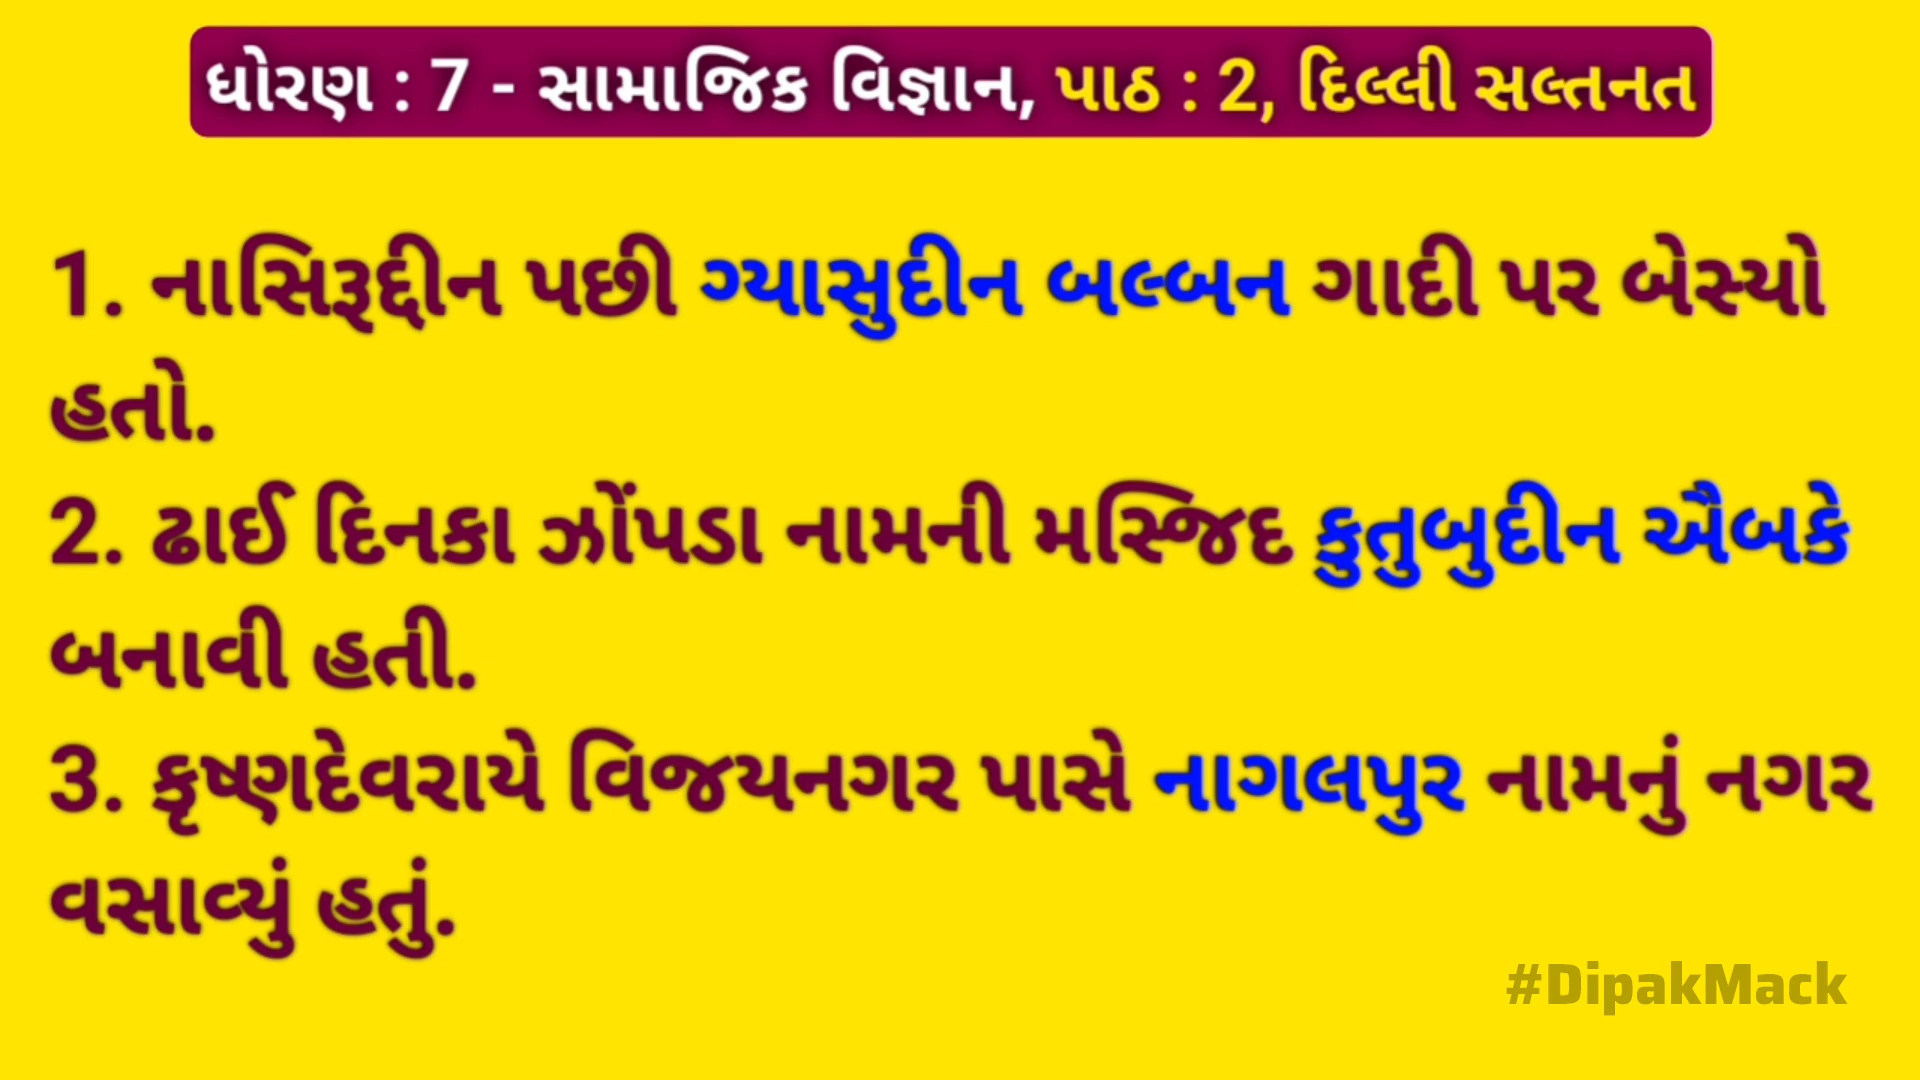 ધોરણ : 7 - સામાજિક વિજ્ઞાન, પાઠ : 2, દિલ્લી સલ્તનત
1. નાસિરૂદ્દીન પછી ગ્યાસુદીન બલ્બન ગાદી પર બેસ્યો
હતો.
2. ઢાઈ દિનકા ઝોંપડા નામની મસ્જિદ કુતુબુદીન ઐબકે
બનાવી હતી.
3. કૃષ્ણદેવરાયે વિજયનગર પાસે નાગલપુર નામનું નગર
વસાવ્યું હતું.
#DipakMack